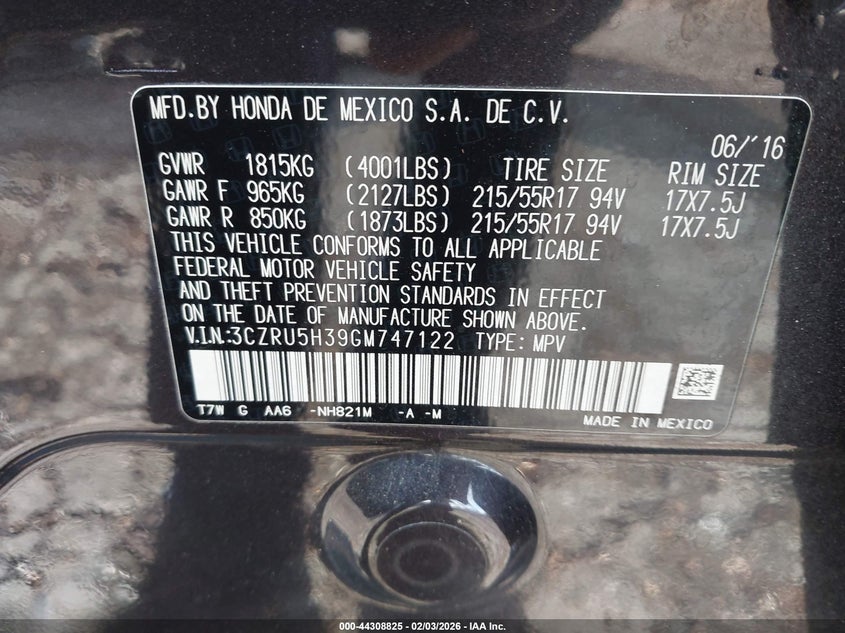 MFD.BY HONDA DE MEXICO S.A. DE C.V.
06/'16
GVWR 1815KG (4001LBS) TIRE SIZE RIM SIZE
GAWR F 965KG (2127LBS) 215/55R17 94V 17X7.5J
GAWR R 850KG (1873LBS) 215/55R17 94V 17X7.5J
THIS VEHICLE CONFORMS TO ALL APPLICABLE
FEDERAL MOTOR VEHICLE SAFETY
AND THEFT PREVENTION STANDARDS IN EFFECT
ON THE DATE OF MANUFACTURE SHOWN ABOVE.
V.I.N.:3CZRU5H39GM747122 TYPE: MPV
T7W G AA6 -NH821M -A -M
MADE IN MEXICO
000-44308825 - 02/03/2026 - IAA Inc.